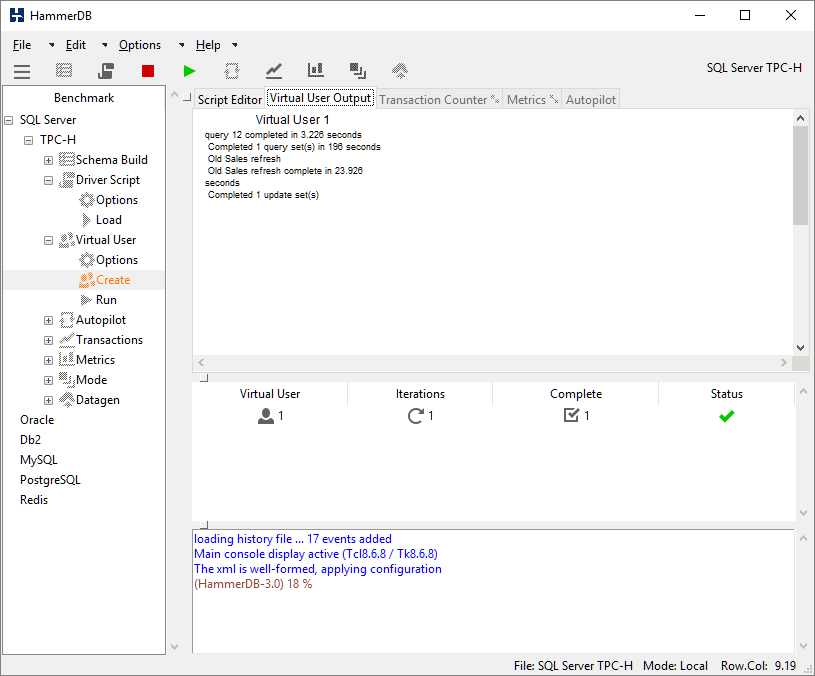 HammerDB
File Edit Options Help
SQL Server TPC-H
Benchmark
SQL Server
TPC-H
Schema Build
Driver Script
Options
Load
Virtual User
Options
Create
Run
Autopilot
Transactions
Metrics
Mode
Datagen
Oracle
Db2
MySQL
PostgreSQL
Redis
Script Editor Virtual User Output Transaction Counter Metrics Autopilot
Virtual User 1
query 12 completed in 3.226 seconds
Completed 1 query set(s) in 196 seconds
Old Sales refresh
Old Sales refresh complete in 23.926
seconds
Completed 1 update set(s)
Virtual User Iterations Complete Status
1 1 1
loading history file ... 17 events added
Main console display active (Tcl8.6.8 / Tk8.6.8)
The xml is well-formed, applying configuration
(HammerDB-3.0) 18 %
File: SQL Server TPC-H Mode: Local Row.Col: 9.19